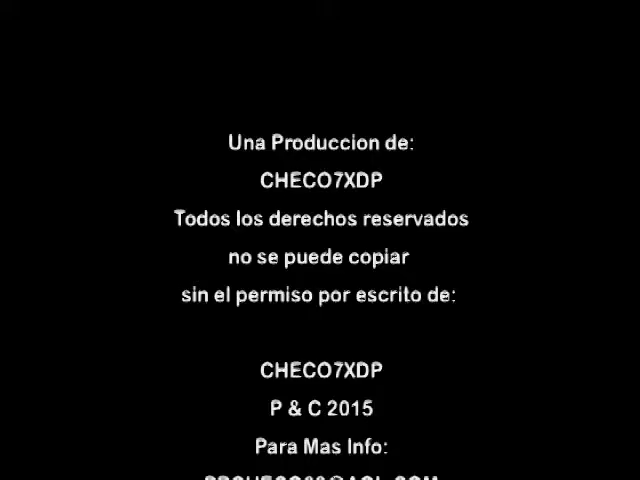 Una Produccion de:
CHECO7XDP
Todos los derechos reservados
no se puede copiar
sin el permiso por escrito de:
CHECO7XDP
P & C 2015
Para Mas Info: